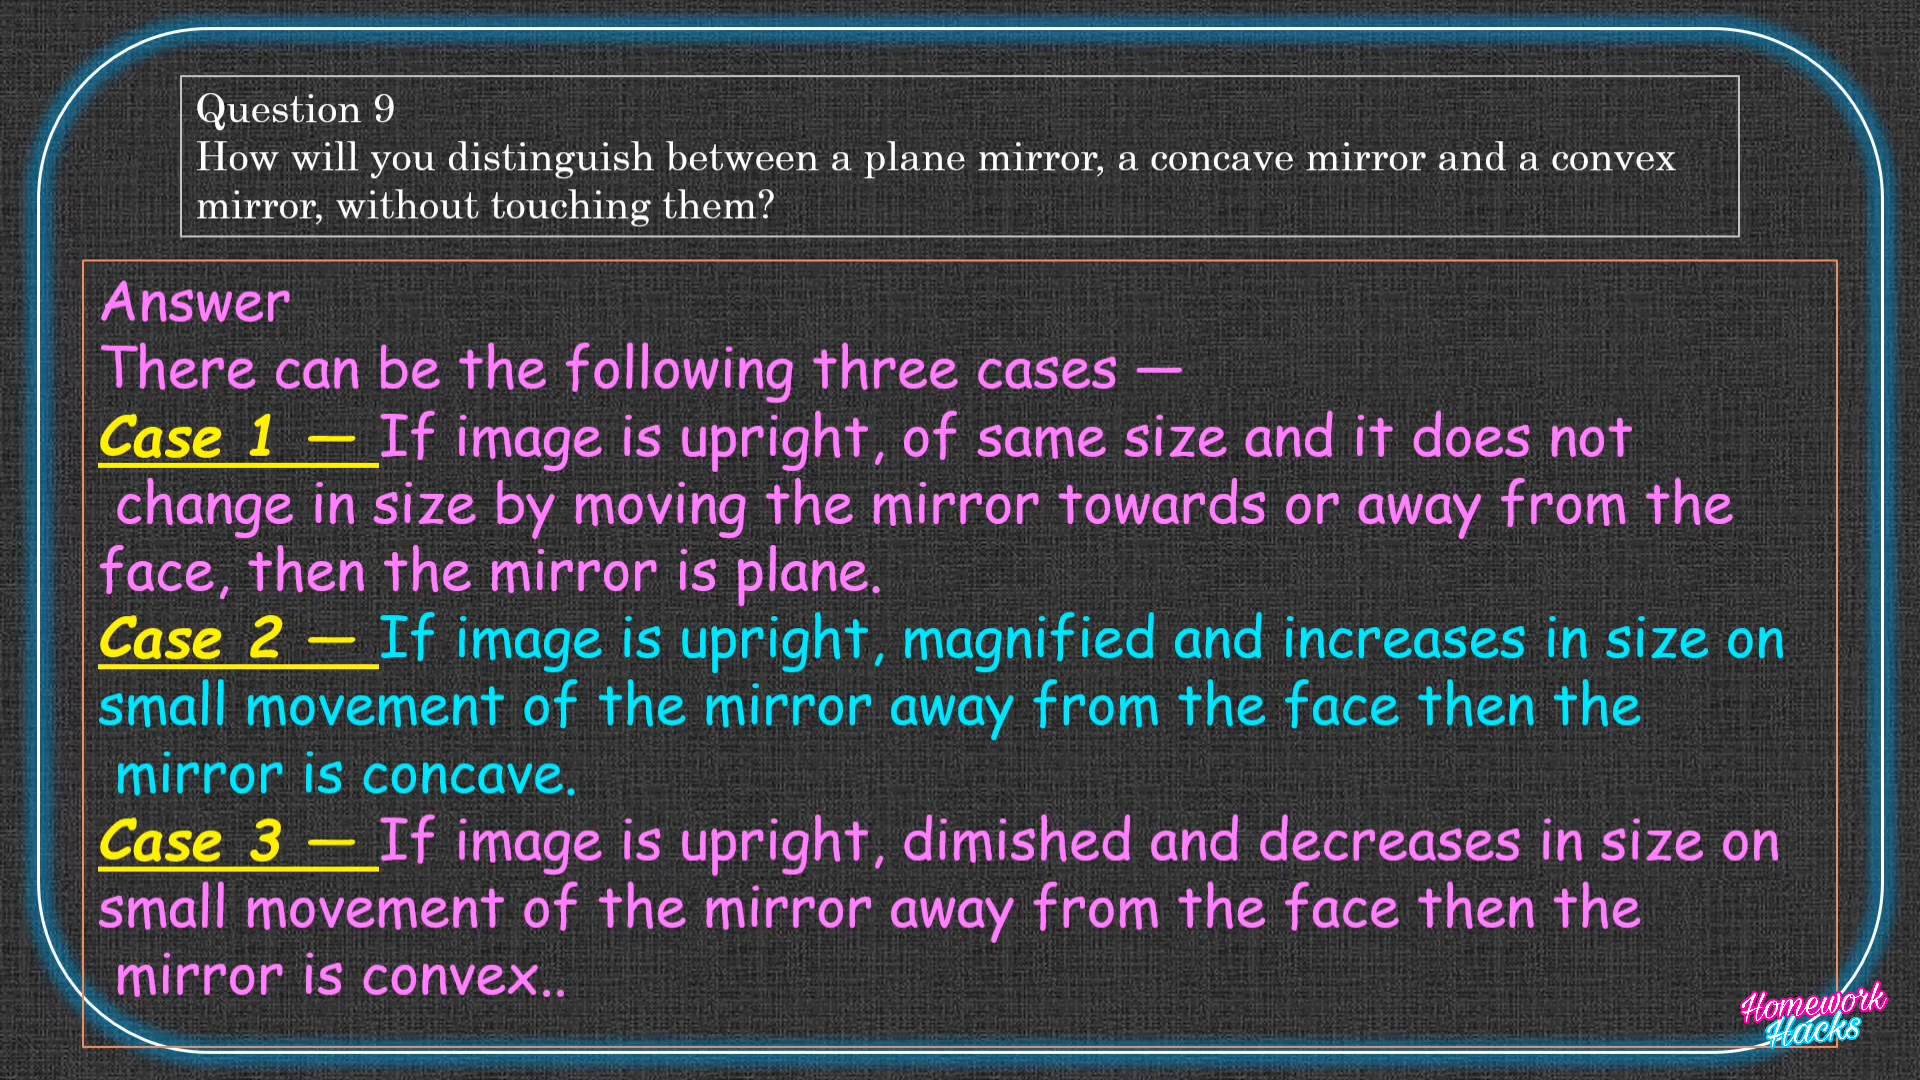 Question 9
How will you distinguish between a plane mirror, a concave mirror and a convex
mirror, without touching them?
Answer
There can be the following three cases —
Case 1 — If image is upright, of same size and it does not
change in size by moving the mirror towards or away from the
face, then the mirror is plane.
Case 2 — If image is upright, magnified and increases in size on
small movement of the mirror away from the face then the
mirror is concave.
Case 3 — If image is upright, dimished and decreases in size on
small movement of the mirror away from the face then the
mirror is convex..
Homework
Hacks